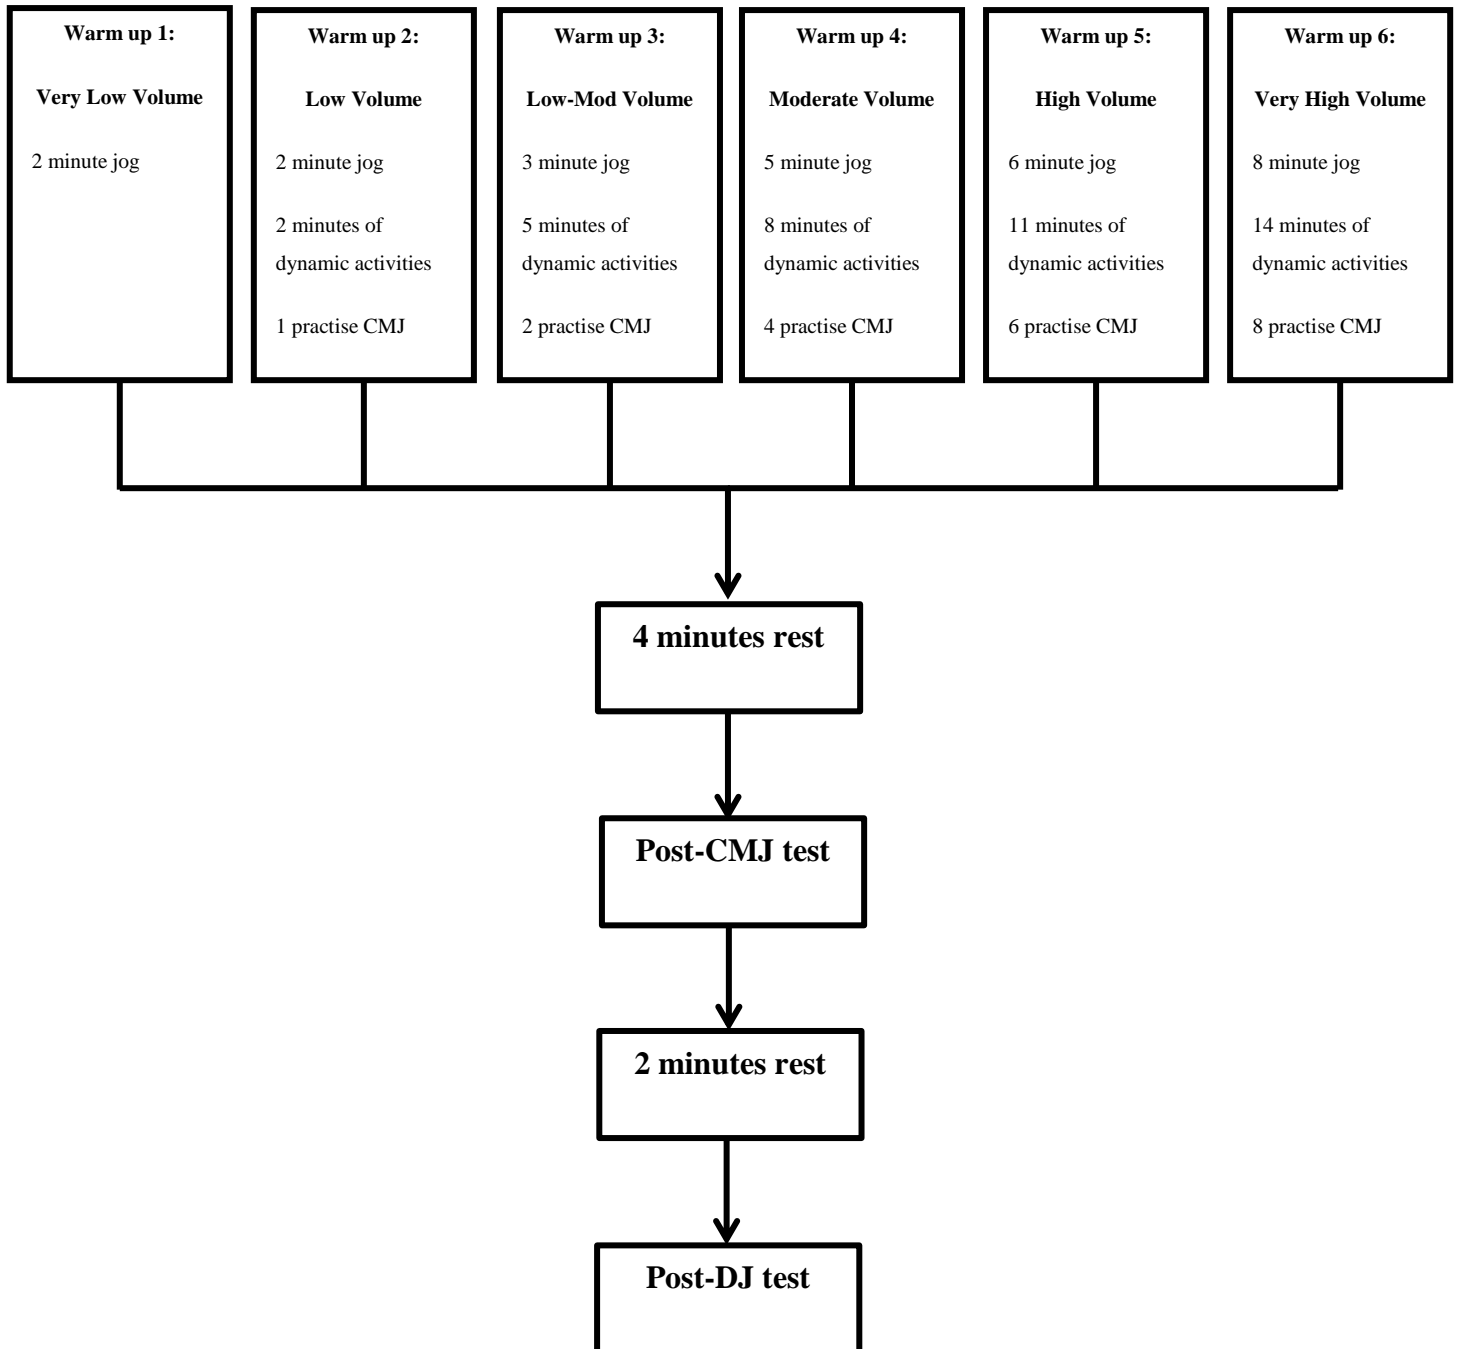 Warm up 1:
Very Low Volume
2 minute jog
Warm up 2:
Low Volume
2 minute jog
2 minutes of
dynamic activities
1 practise CMJ
Warm up 3:
Low-Mod Volume
3 minute jog
5 minutes of
dynamic activities
2 practise CMJ
Warm up 4:
Moderate Volume
5 minute jog
8 minutes of
dynamic activities
4 practise CMJ
Warm up 5:
High Volume
6 minute jog
11 minutes of
dynamic activities
6 practise CMJ
Warm up 6:
Very High Volume
8 minute jog
14 minutes of
dynamic activities
8 practise CMJ
4 minutes rest
Post-CMJ test
2 minutes rest
Post-DJ test